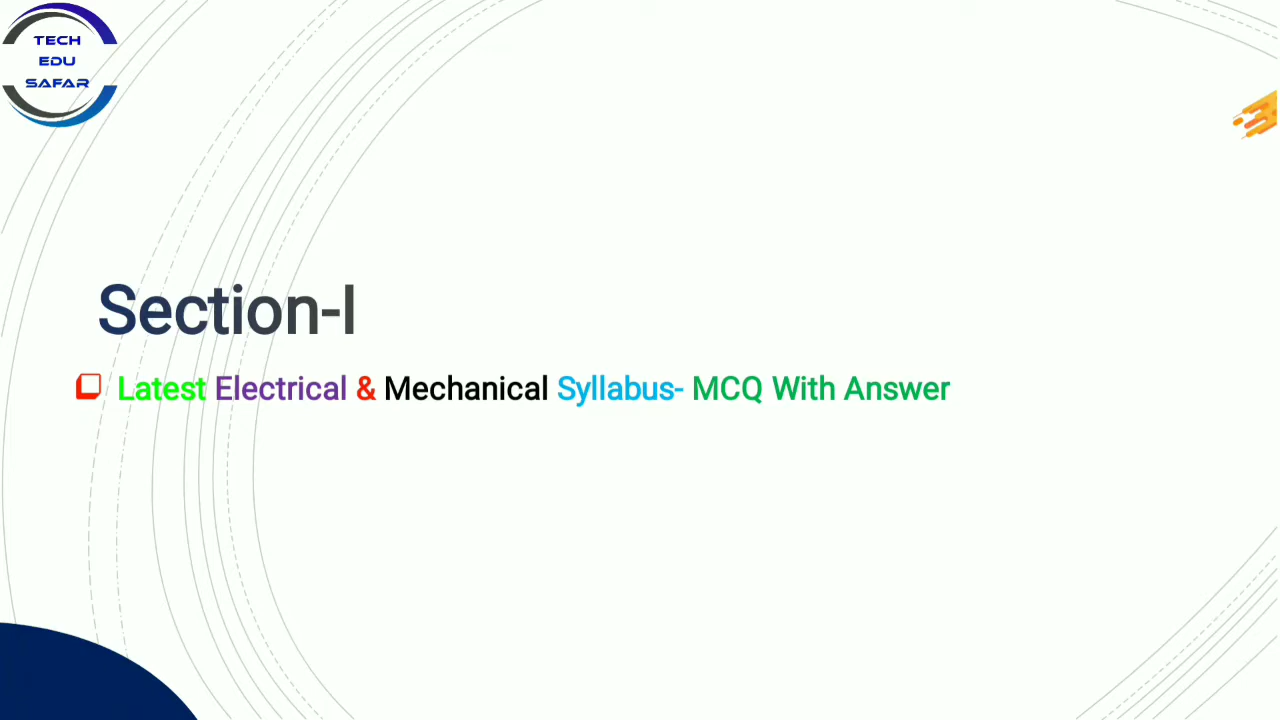 TECH
EDU
SAFAR
Section-I
Latest Electrical & Mechanical Syllabus- MCQ With Answer